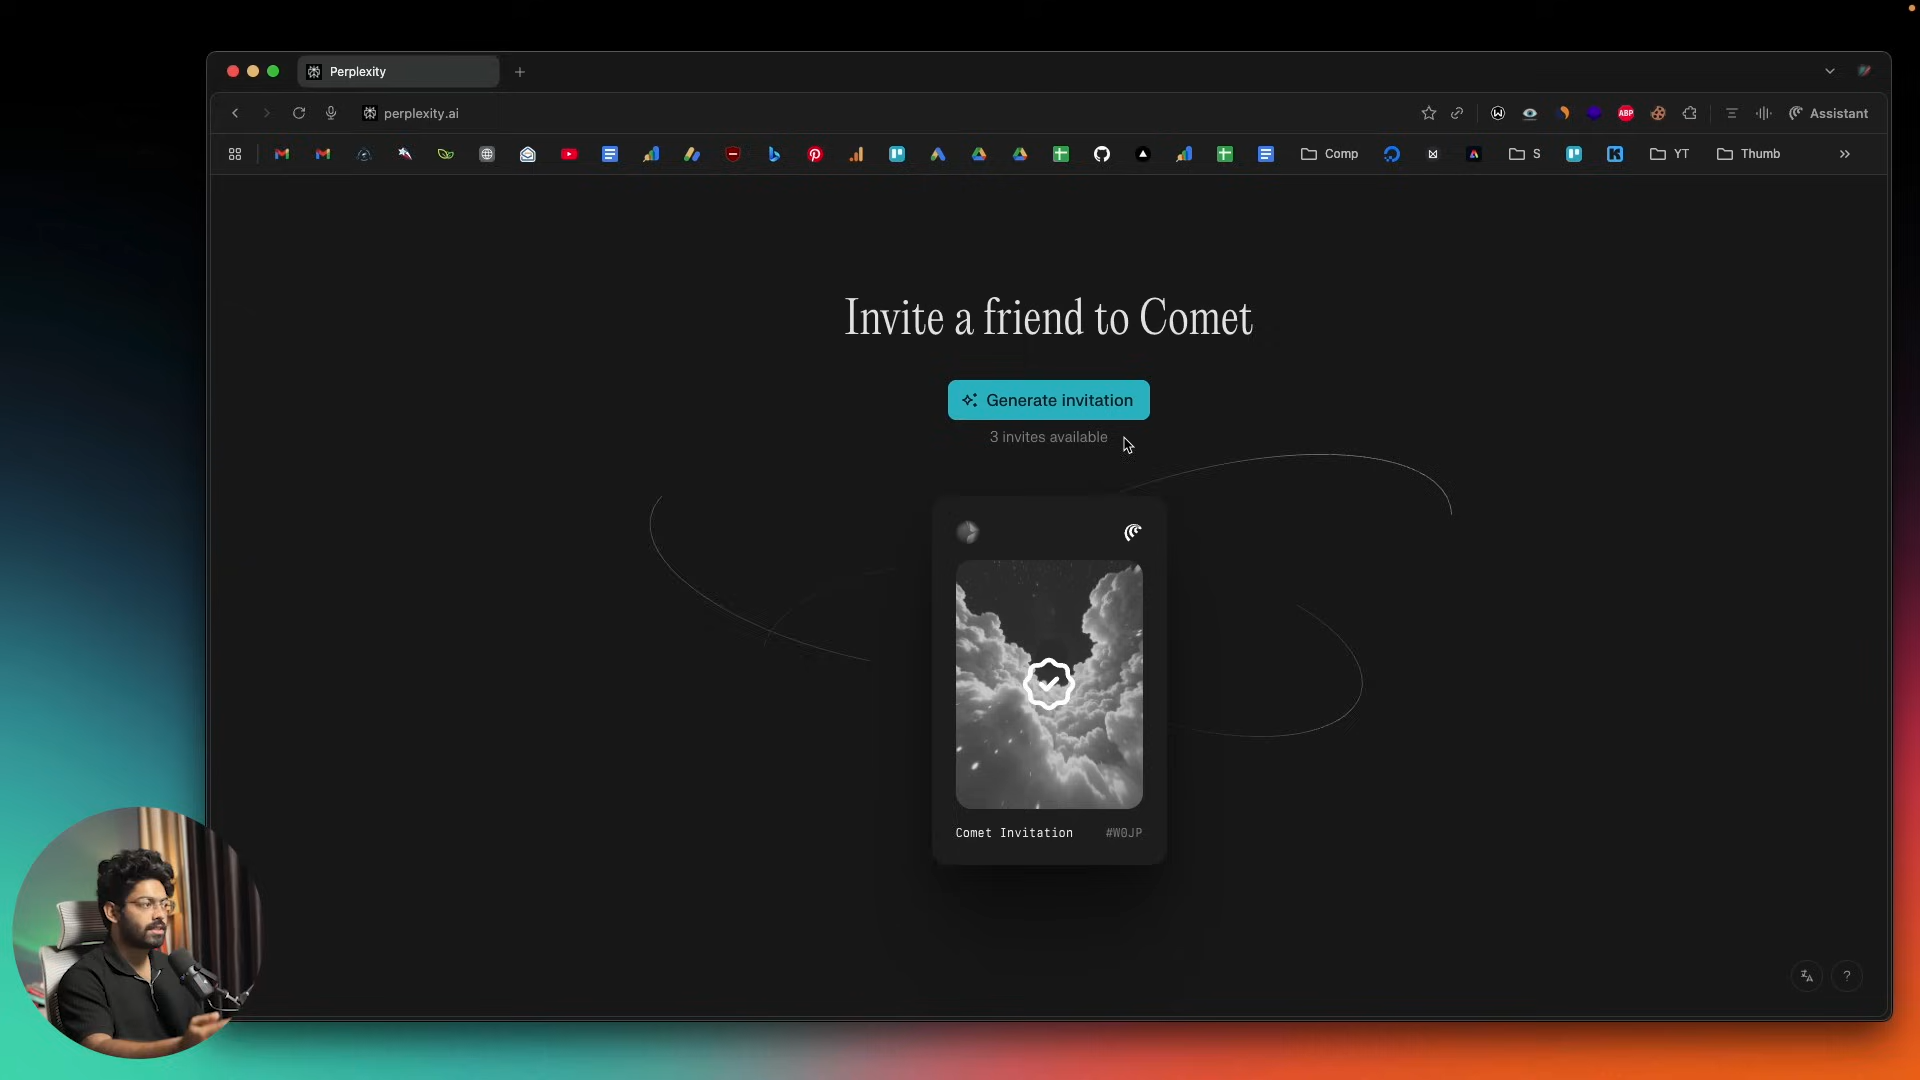 Perplexity
perplexity.ai
ABP
Assistant
Comp
S
YT
Thumb
Invite a friend to Comet
Generate invitation
3 invites available
Comet Invitation #W0JP
?